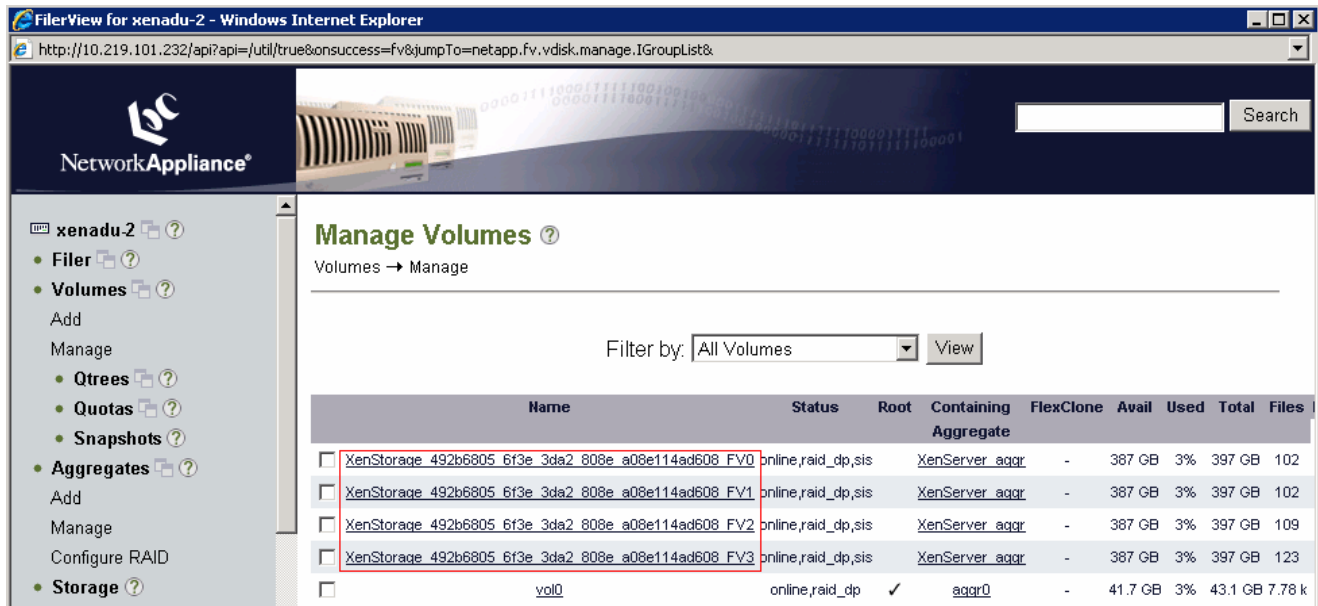 FilerView for xenadu-2 - Windows Internet Explorer
http://10.219.101.232/api?api=/util/true&onsuccess=fv&jumpTo=netapp.fv.vdisk.manage.IGroupList&
Search
NetworkAppliance®
xenadu-2
Filer
Volumes
Add
Manage
Qtrees
Quotas
Snapshots
Aggregates
Add
Manage
Configure RAID
Storage
Manage Volumes
Volumes → Manage
Filter by: All Volumes View
Name Status Root Containing Aggregate FlexClone Avail Used Total Files
XenStorage_492b6805_6f3e_3da2_808e_a08e114ad608_FV0 online,raid_dp,sis XenServer_aggr - 387 GB 3% 397 GB 102
XenStorage_492b6805_6f3e_3da2_808e_a08e114ad608_FV1 online,raid_dp,sis XenServer_aggr - 387 GB 3% 397 GB 102
XenStorage_492b6805_6f3e_3da2_808e_a08e114ad608_FV2 online,raid_dp,sis XenServer_aggr - 387 GB 3% 397 GB 109
XenStorage_492b6805_6f3e_3da2_808e_a08e114ad608_FV3 online,raid_dp,sis XenServer_aggr - 387 GB 3% 397 GB 123
vol0 online,raid_dp ✓ aggr0 - 41.7 GB 3% 43.1 GB 7.78 k